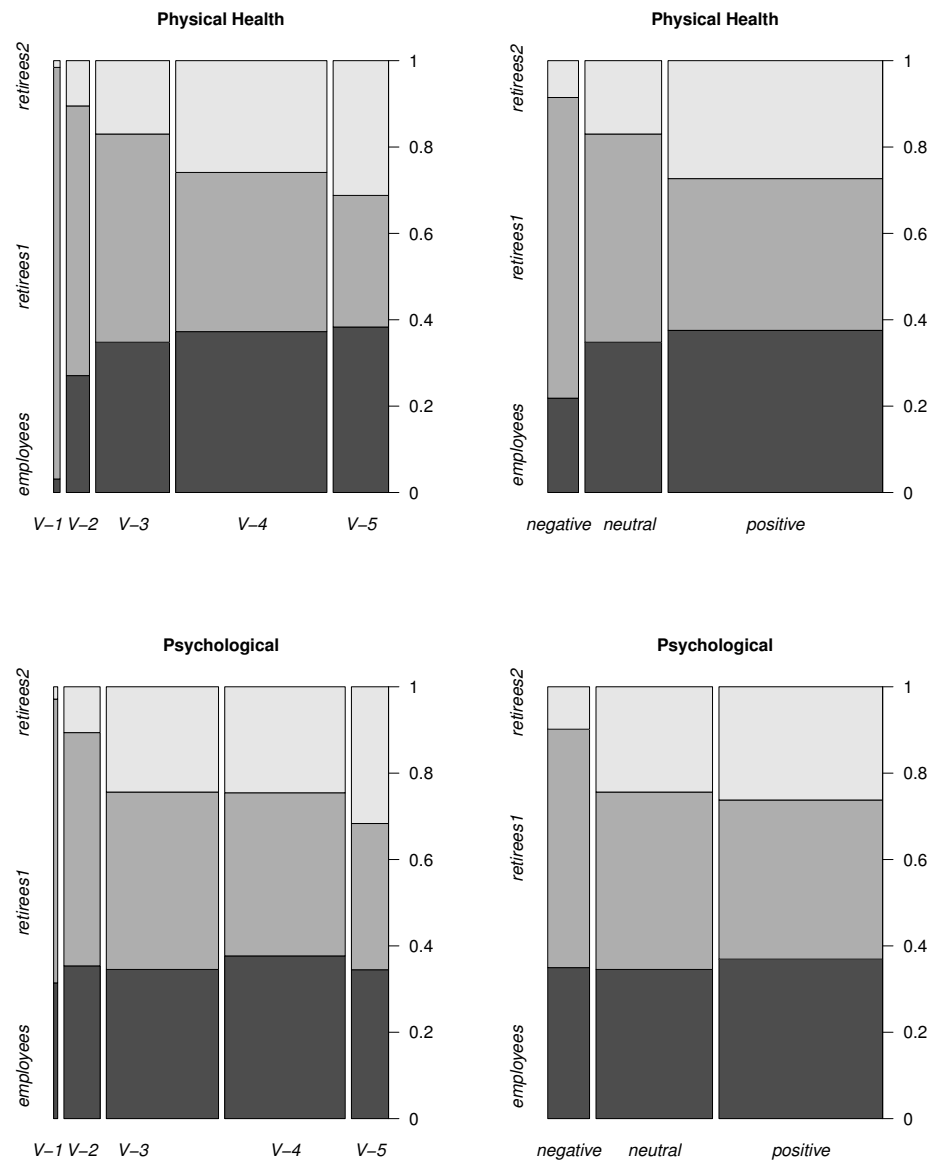 Physical Health
retirees2
retirees1
employees
1
0.8
0.6
0.4
0.2
0
V−1 V−2 V−3 V−4 V−5
Physical Health
retirees2
retirees1
employees
1
0.8
0.6
0.4
0.2
0
negative neutral positive
Psychological
retirees2
retirees1
employees
1
0.8
0.6
0.4
0.2
0
V−1 V−2 V−3 V−4 V−5
Psychological
retirees2
retirees1
employees
1
0.8
0.6
0.4
0.2
0
negative neutral positive